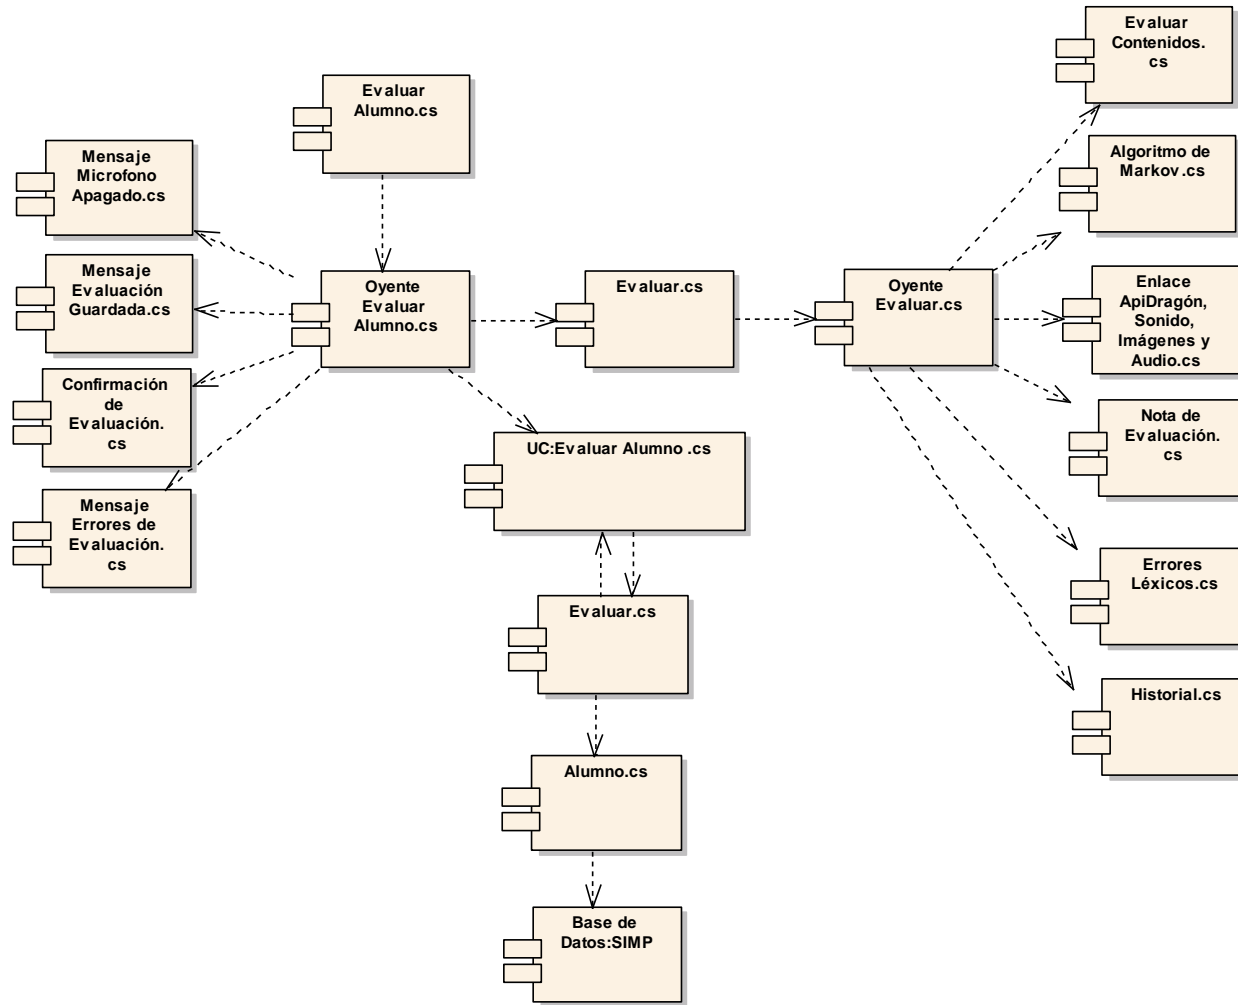 Evaluar
Contenidos.
cs
Evaluar
Alumno.cs
Mensaje
Microfono
Apagado.cs
Algoritmo de
Markov.cs
Mensaje
Evaluación
Guardada.cs
Oyente
Evaluar
Alumno.cs
Evaluar.cs
Oyente
Evaluar.cs
Enlace
ApiDragón,
Sonido,
Imágenes y
Audio.cs
Confirmación
de
Evaluación.
cs
Nota de
Evaluación.
cs
UC:Evaluar Alumno .cs
Mensaje
Errores de
Evaluación.
cs
Errores
Léxicos.cs
Evaluar.cs
Historial.cs
Alumno.cs
Base de
Datos:SIMP